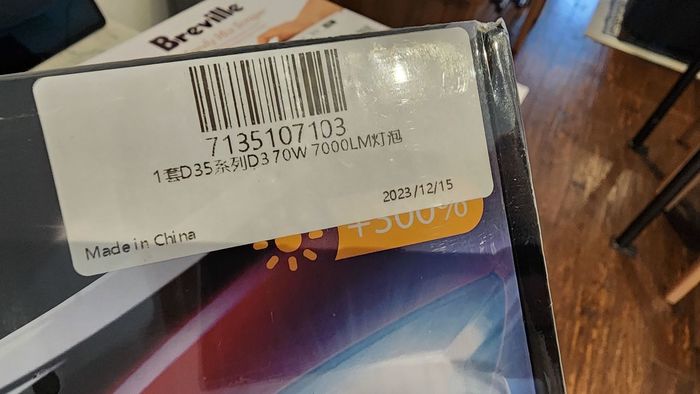 Breville
7135107103
1套D35系列D3 70W 7000LM灯泡
2023/12/15
Made in China
+300%